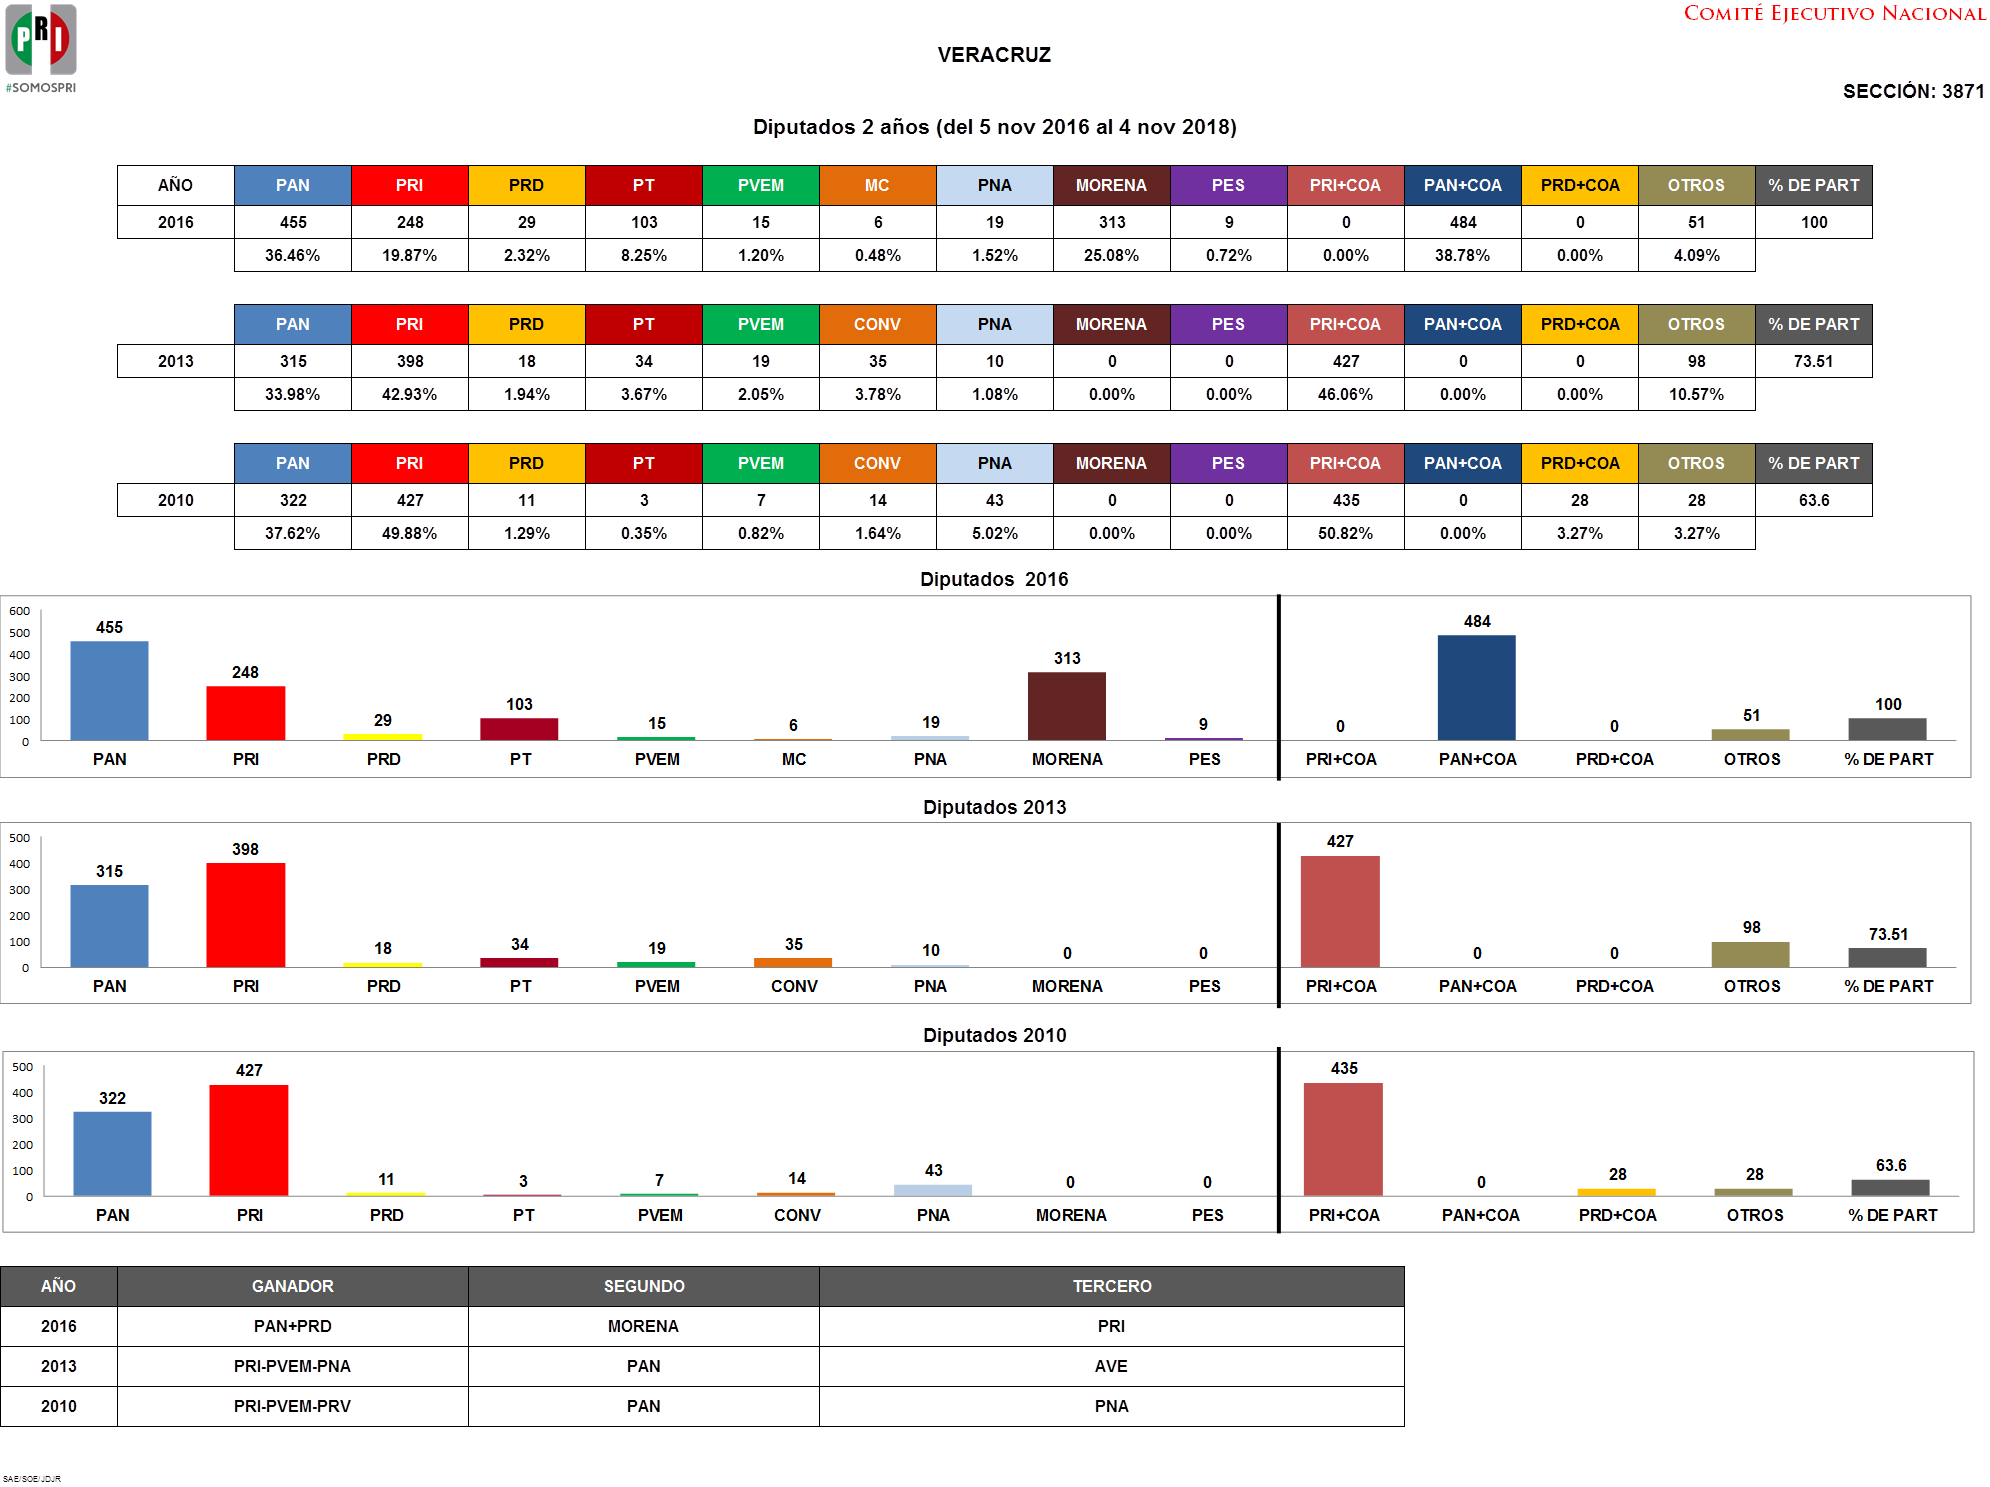 PRI
#SOMOSPRI
COMITÉ EJECUTIVO NACIONAL
VERACRUZ
SECCIÓN: 3871
Diputados 2 años (del 5 nov 2016 al 4 nov 2018)
AÑO PAN PRI PRD PT PVEM MC PNA MORENA PES PRI+COA PAN+COA PRD+COA OTROS % DE PART
2016 455 248 29 103 15 6 19 313 9 0 484 0 51 100
36.46% 19.87% 2.32% 8.25% 1.20% 0.48% 1.52% 25.08% 0.72% 0.00% 38.78% 0.00% 4.09%
PAN PRI PRD PT PVEM CONV PNA MORENA PES PRI+COA PAN+COA PRD+COA OTROS % DE PART
2013 315 398 18 34 19 35 10 0 0 427 0 0 98 73.51
33.98% 42.93% 1.94% 3.67% 2.05% 3.78% 1.08% 0.00% 0.00% 46.06% 0.00% 0.00% 10.57%
PAN PRI PRD PT PVEM CONV PNA MORENA PES PRI+COA PAN+COA PRD+COA OTROS % DE PART
2010 322 427 11 3 7 14 43 0 0 435 0 28 28 63.6
37.62% 49.88% 1.29% 0.35% 0.82% 1.64% 5.02% 0.00% 0.00% 50.82% 0.00% 3.27% 3.27%
Diputados 2016
600
500
400
300
200
100
0
455 248 29 103 15 6 19 313 9 0 484 0 51 100
PAN PRI PRD PT PVEM MC PNA MORENA PES PRI+COA PAN+COA PRD+COA OTROS % DE PART
Diputados 2013
500
400
300
200
100
0
315 398 18 34 19 35 10 0 0 427 0 0 98 73.51
PAN PRI PRD PT PVEM CONV PNA MORENA PES PRI+COA PAN+COA PRD+COA OTROS % DE PART
Diputados 2010
500
400
300
200
100
0
322 427 11 3 7 14 43 0 0 435 0 28 28 63.6
PAN PRI PRD PT PVEM CONV PNA MORENA PES PRI+COA PAN+COA PRD+COA OTROS % DE PART
AÑO GANADOR SEGUNDO TERCERO
2016 PAN+PRD MORENA PRI
2013 PRI-PVEM-PNA PAN AVE
2010 PRI-PVEM-PRV PAN PNA
SAE/SOE/JDJR